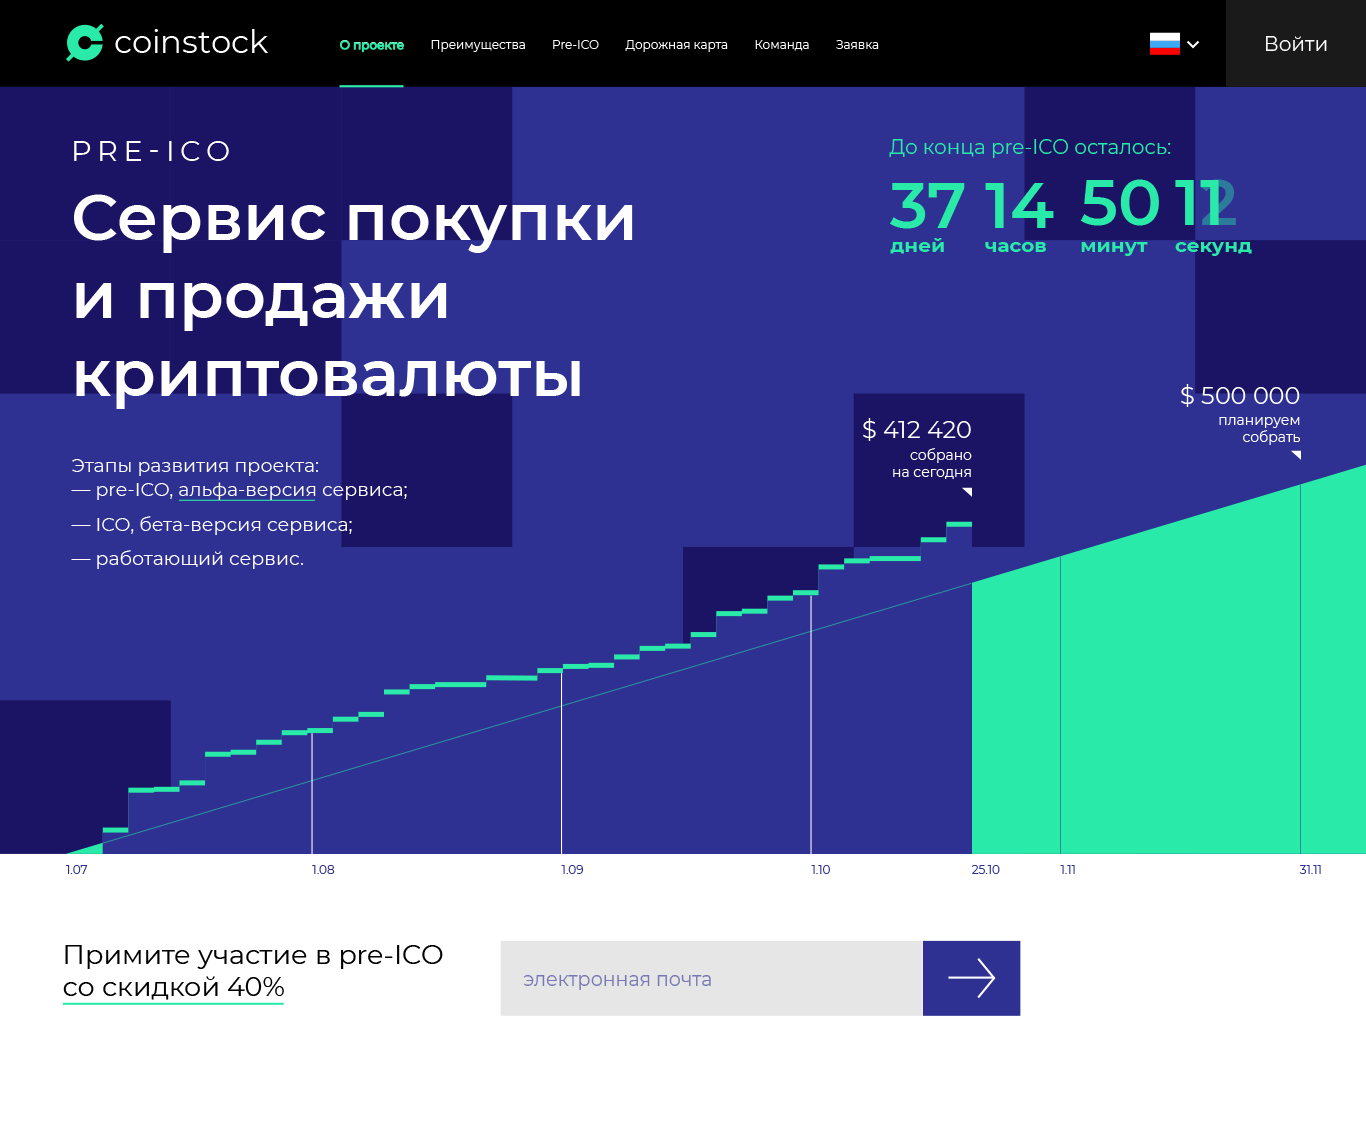 coinstock
О проекте
Преимущества
Pre-ICO
Дорожная карта
Команда
Заявка
Войти
PRE-ICO
Сервис покупки
и продажи
криптовалюты
До конца pre-ICO осталось:
37 14 50 11
дней часов минут секунд
Этапы развития проекта:
— pre-ICO, альфа-версия сервиса;
— ICO, бета-версия сервиса;
— работающий сервис.
$ 412 420
собрано
на сегодня
$ 500 000
планируем
собрать
1.07 1.08 1.09 1.10 25.10 1.11 31.11
Примите участие в pre-ICO
со скидкой 40%
электронная почта